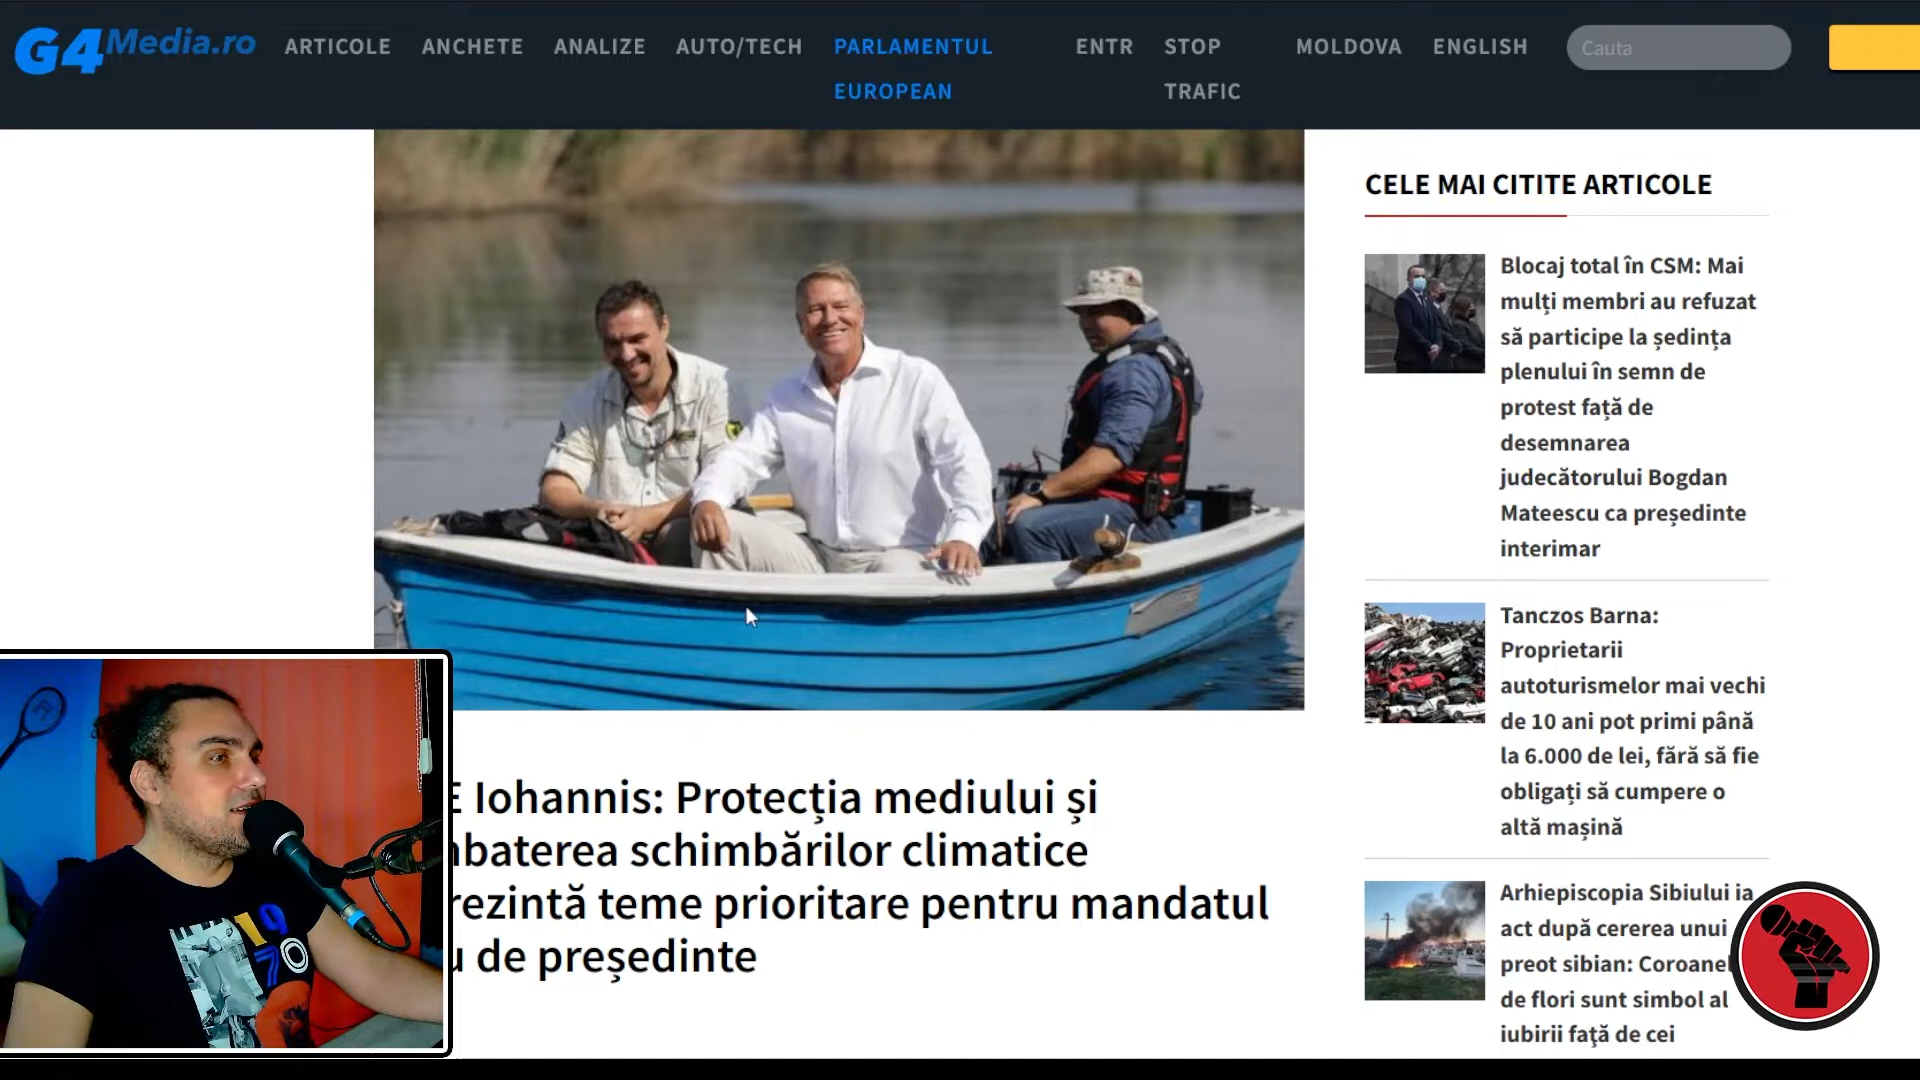 G4Media.ro
ARTICOLE ANCHETE ANALIZE AUTO/TECH PARLAMENTUL EUROPEAN ENTR STOP TRAFIC MOLDOVA ENGLISH
Cauta
CELE MAI CITITE ARTICOLE
Blocaj total în CSM: Mai
mulți membri au refuzat
să participe la ședința
plenului în semn de
protest față de
desemnarea
judecătorului Bogdan
Mateescu ca președinte
interimar
Tanczos Barna:
Proprietarii
autoturismelor mai vechi
de 10 ani pot primi până
la 6.000 de lei, fără să fie
obligați să cumpere o
altă mașină
Arhiepiscopia Sibiului ia
act după cererea unui
preot sibian: Coroanel
de flori sunt simbol al
iubirii faţă de cei
E Iohannis: Protecția mediului și
mbaterea schimbărilor climatice
rezintă teme prioritare pentru mandatul
u de președinte
1970